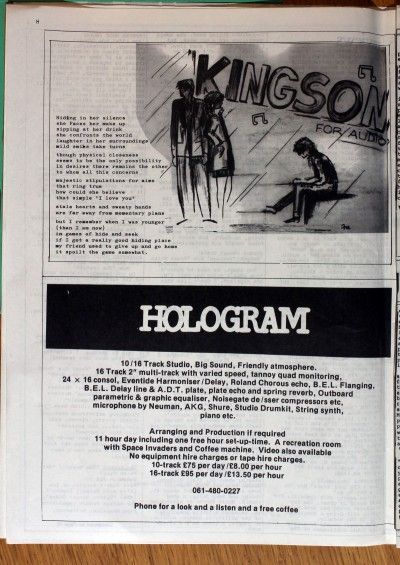 8
KINGSON
FOR AUDIO
Hiding in her silence
she faces her make up
sipping at her drink
she confronts the world
laughter in her surroundings
mild smiles take turns
though physical closeness
seems to be the only possibility
in desires there remains the other
to whom all this concerns
majestic stipulations for aims
that ring true
how could she believe
that simple "I love you"
stale hearts and sweaty hands
are far away from momentary plans
but I remember when I was younger
(than I am now)
in games of hide and seek
if I got a really good hiding place
my friend used to give up and go home
it spoilt the game somewhat.
HOLOGRAM
10/16 Track Studio, Big Sound, Friendly atmosphere.
16 Track 2" multi-track with varied speed, tannoy quad monitoring,
24 × 16 consol, Eventide Harmoniser/Delay, Roland Chorous echo, B.E.L. Flanging,
B.E.L. Delay line & A.D.T. plate, plate echo and spring reverb, Outboard
parametric & graphic equaliser, Noisegate de/sser compressors etc,
microphone by Neuman, AKG, Shure, Studio Drumkit, String synth,
piano etc.
Arranging and Production if required
11 hour day including one free hour set-up-time. A recreation room
with Space Invaders and Coffee machine. Video also available
No equipment hire charges or tape hire charges.
10-track £75 per day/£8.00 per hour
16-track £95 per day/£13.50 per hour
061-480-0227
Phone for a look and a listen and a free coffee